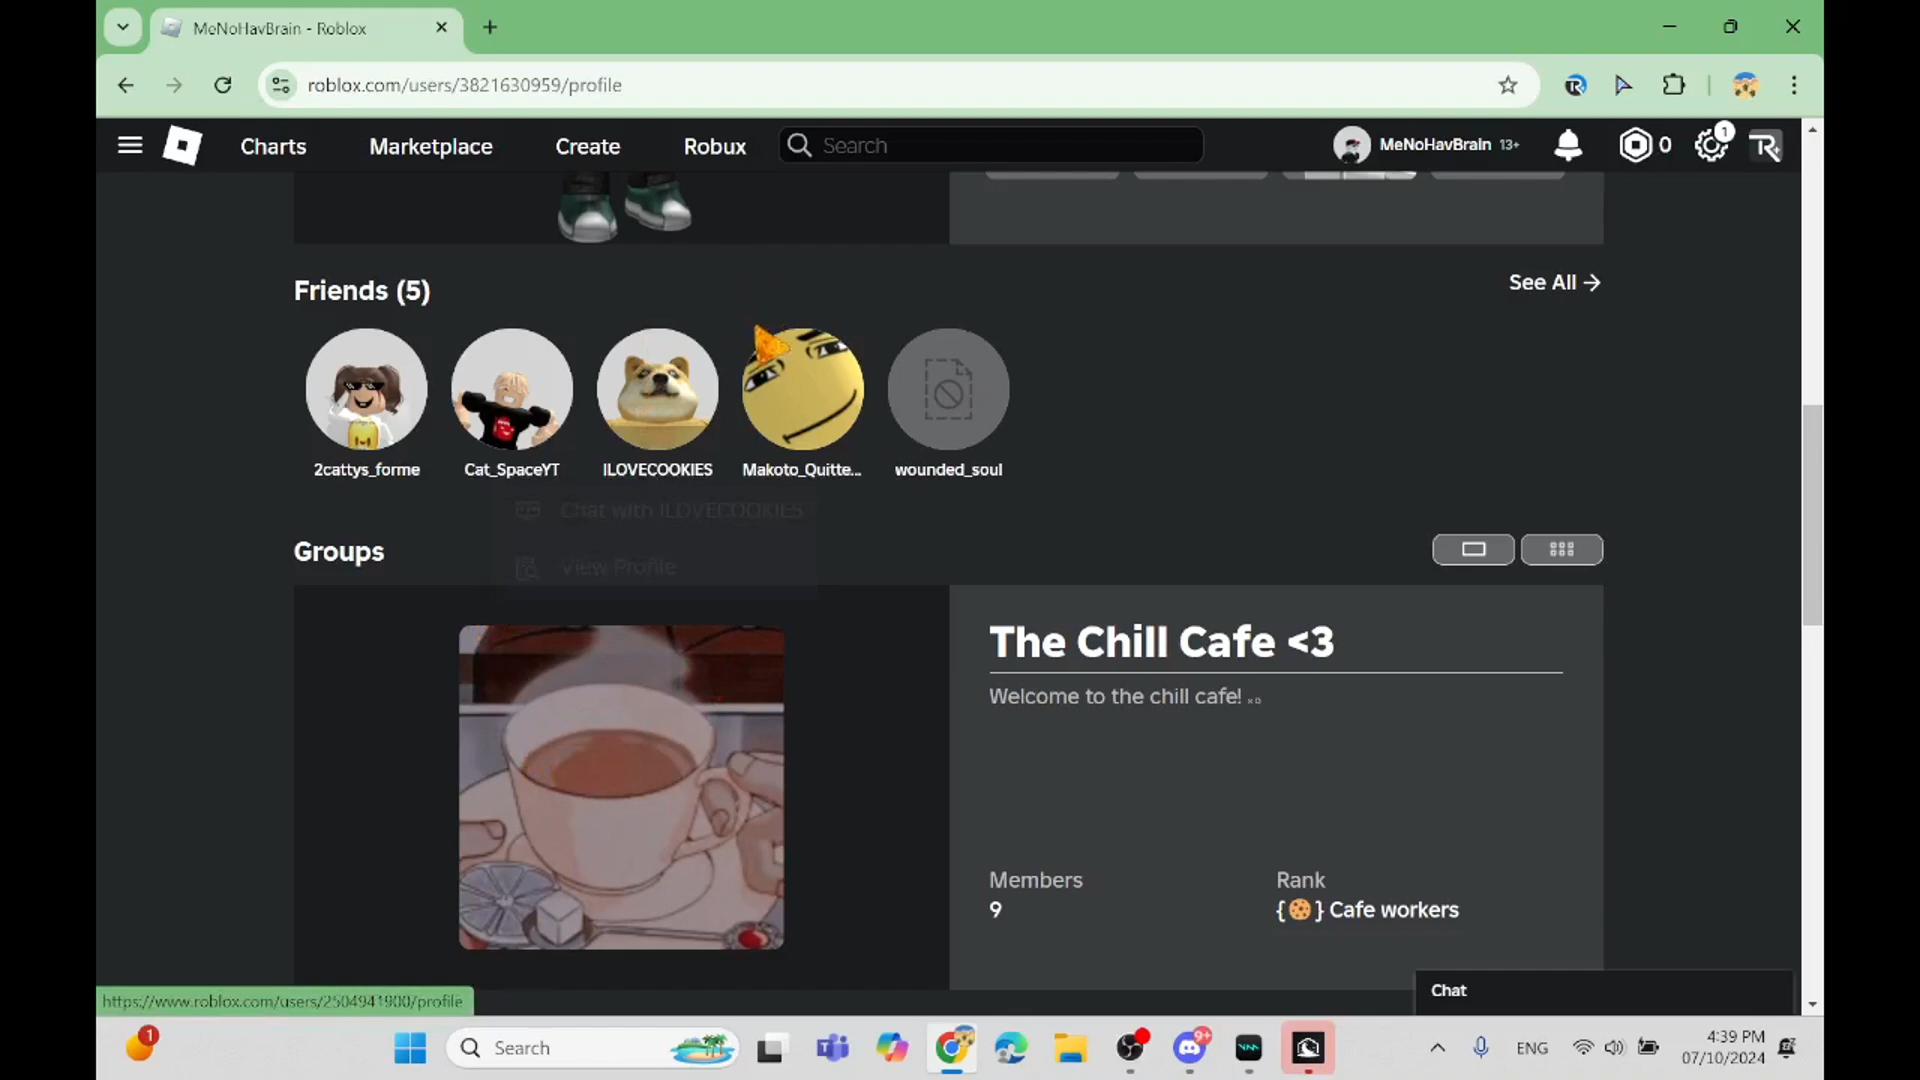 MeNoHavBrain - Roblox
roblox.com/users/3821630959/profile
Charts Marketplace Create Robux Search MeNoHavBrain 13+ 0 1
Friends (5) See All →
2cattys_forme Cat_SpaceYT ILOVECOOKIES Makoto_Quitte... wounded_soul
Chat with ILOVECOOKIES
View Profile
Groups
The Chill Cafe <3
Welcome to the chill cafe! x D
Members Rank
9 {🍪} Cafe workers
Chat
https://www.roblox.com/users/2504941900/profile
1 Search 9+ ENG 4:39 PM
07/10/2024